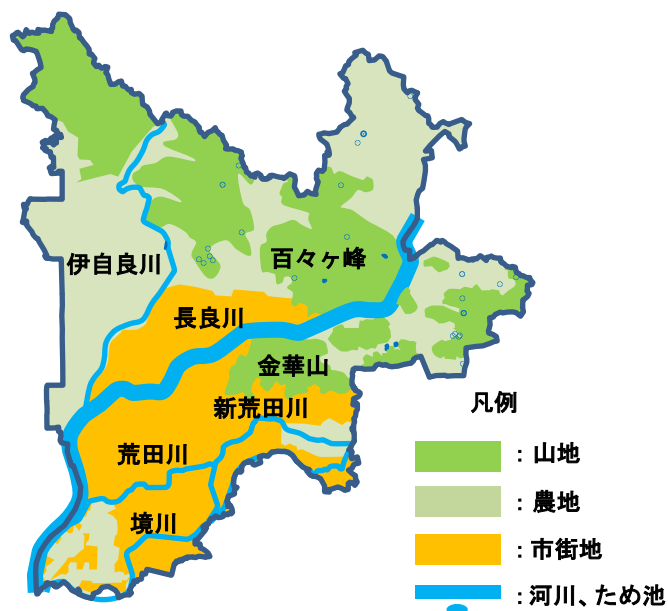 伊自良川
百々ヶ峰
長良川
金華山
新荒田川
荒田川
境川
凡例
：山地
：農地
：市街地
：河川、ため池